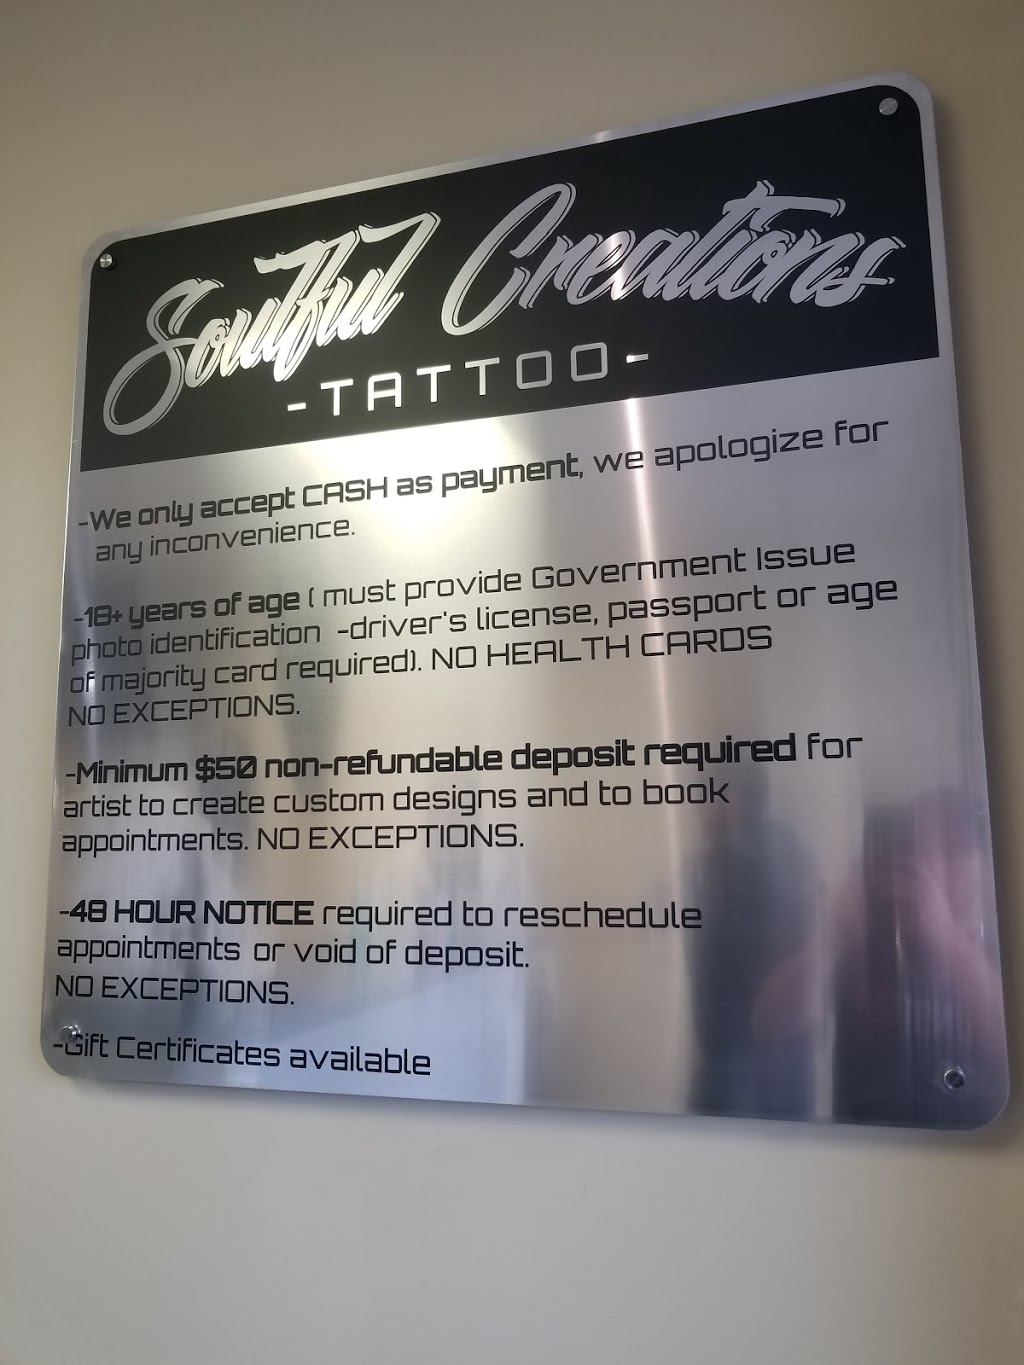 Soulful Creations
-TATTOO-
-We only accept CASH as payment, we apologize for
any inconvenience.
-18+ years of age ( must provide Government Issue
photo identification -driver's license, passport or age
of majority card required). NO HEALTH CARDS
NO EXCEPTIONS.
-Minimum $50 non-refundable deposit required for
artist to create custom designs and to book
appointments. NO EXCEPTIONS.
-48 HOUR NOTICE required to reschedule
appointments or void of deposit.
NO EXCEPTIONS.
-Gift Certificates available